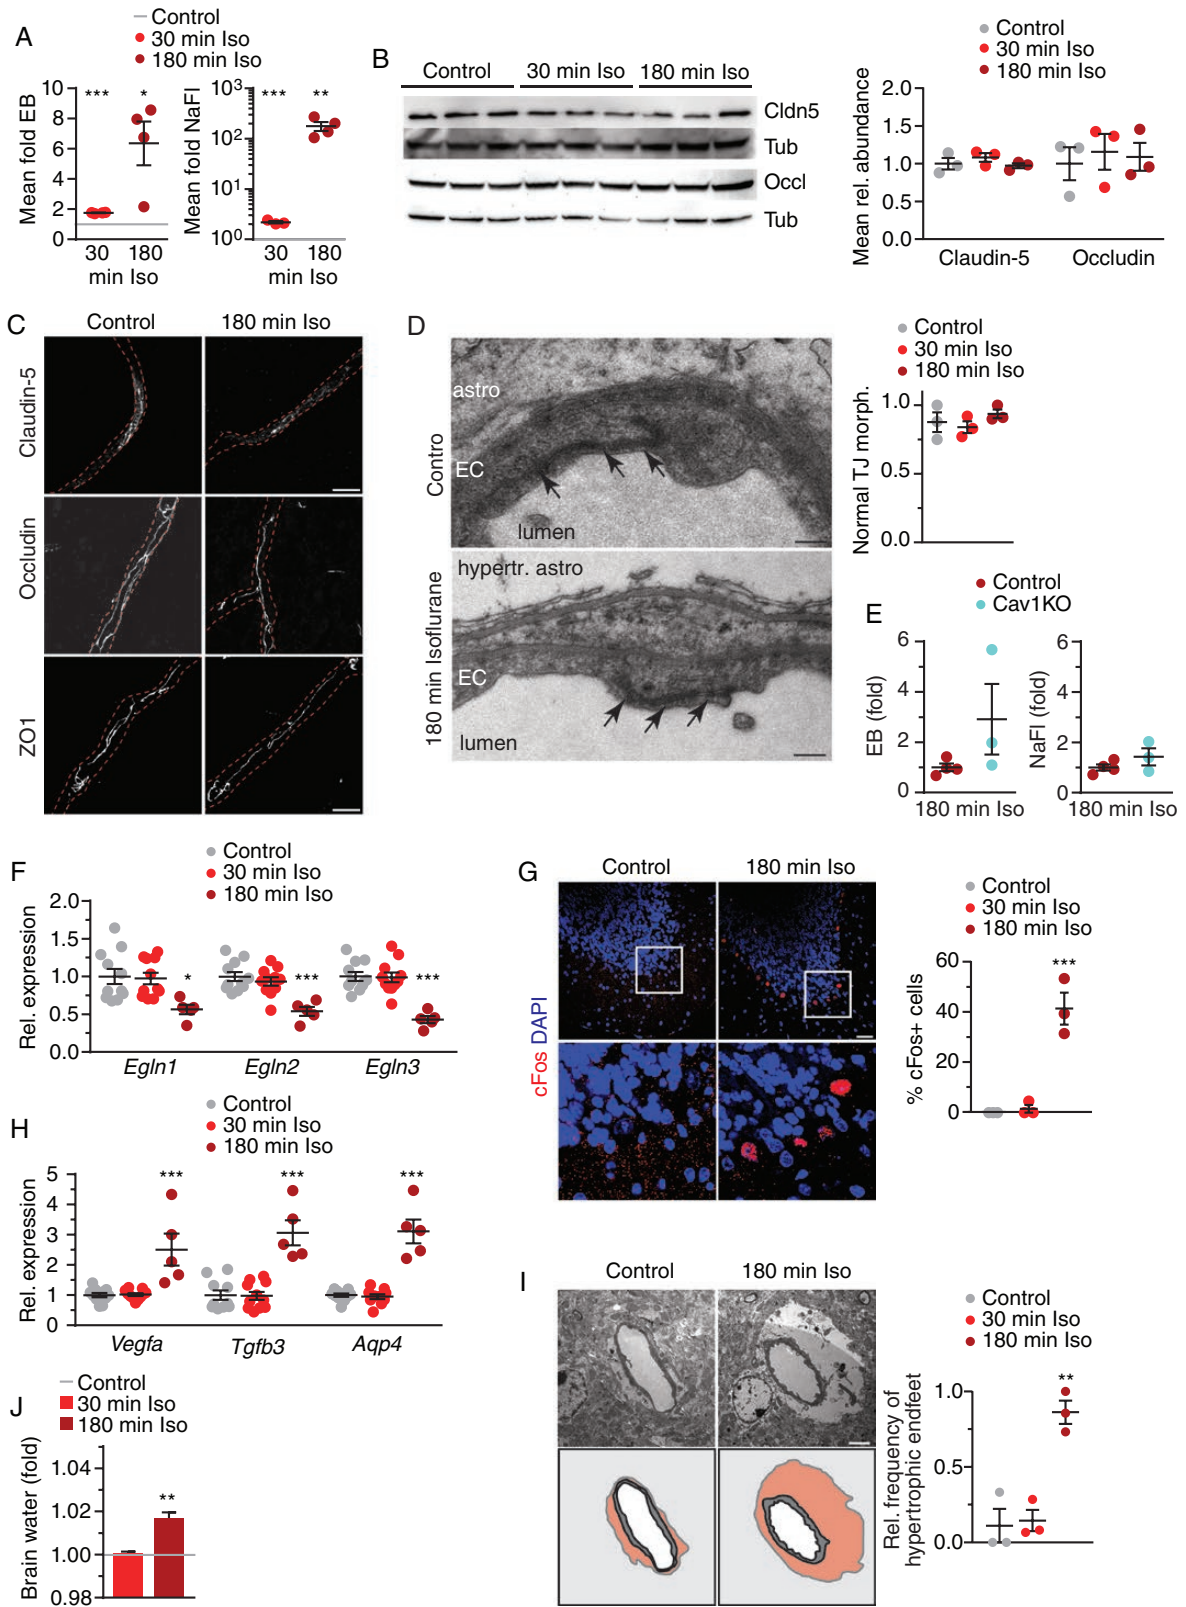 A
Control
30 min Iso
180 min Iso
Mean fold EB
10
8
6
4
2
0
***
*
30
180
min Iso
Mean fold NaFl
10³
10²
10¹
10⁰
***
**
30
180
min Iso
B
Control
30 min Iso
180 min Iso
Cldn5
Tub
Occl
Tub
Control
30 min Iso
180 min Iso
Mean rel. abundance
2.0
1.5
1.0
0.5
0.0
Claudin-5
Occludin
C
Control
180 min Iso
Claudin-5
Occludin
ZO1
D
Contro
astro
EC
lumen
180 min Isoflurane
hypertr. astro
EC
lumen
Control
30 min Iso
180 min Iso
Normal TJ morph.
1.0
0.5
0.0
E
Control
Cav1KO
EB (fold)
6
4
2
0
180 min Iso
NaFl (fold)
6
4
2
0
180 min Iso
F
Control
30 min Iso
180 min Iso
Rel. expression
2.0
1.5
1.0
0.5
0.0
*
***
***
Egln1
Egln2
Egln3
G
Control
180 min Iso
cFos DAPI
Control
30 min Iso
180 min Iso
% cFos+ cells
60
40
20
0
***
H
Control
30 min Iso
180 min Iso
Rel. expression
5
4
3
2
1
0
***
***
***
Vegfa
Tgfb3
Aqp4
I
Control
180 min Iso
Control
30 min Iso
180 min Iso
Rel. frequency of
hypertrophic endfeet
1.0
0.5
0.0
**
J
Control
30 min Iso
180 min Iso
Brain water (fold)
1.04
1.02
1.00
0.98
**